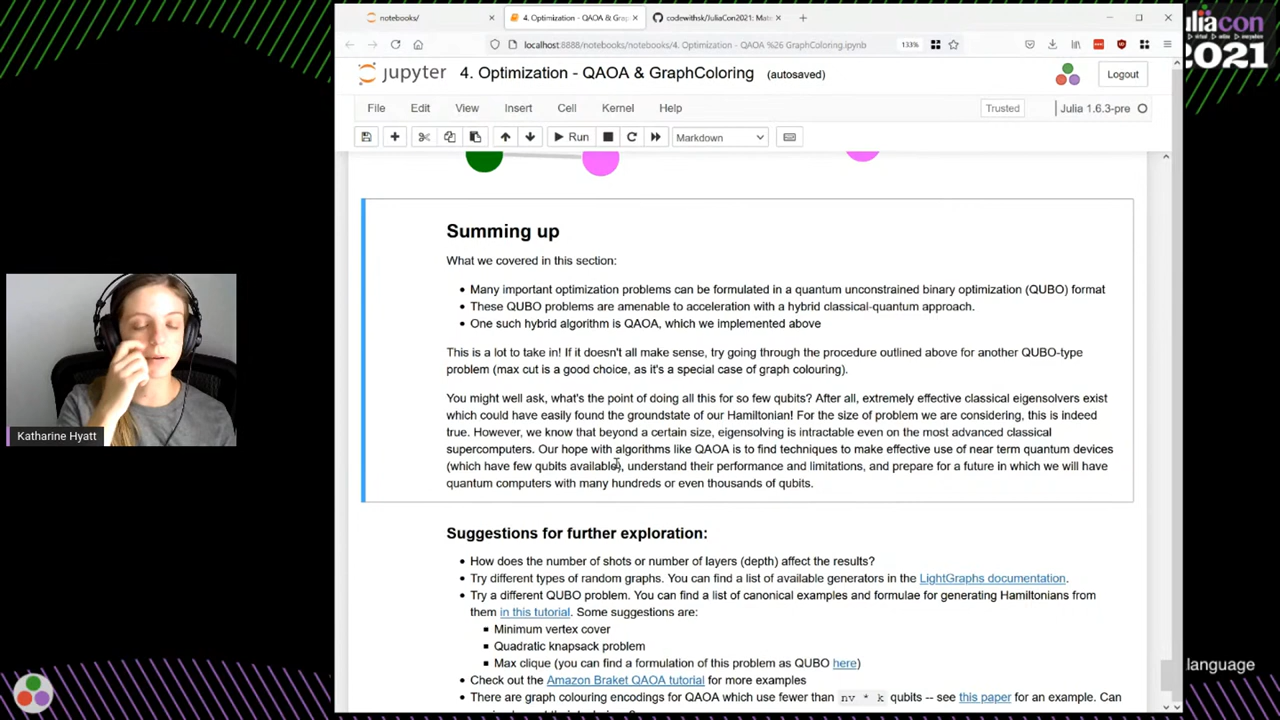 notebooks/
4. Optimization - QAOA & Gra
codewithsk/JuliaCon2021: Mate
localhost:8888/notebooks/notebooks/4. Optimization - QAOA %26 GraphColoring.ipynb
133%
uliacon
2021
jupyter
4. Optimization - QAOA & GraphColoring (autosaved)
Logout
File Edit View Insert Cell Kernel Help
Trusted
Julia 1.6.3-pre
Run
Markdown
Summing up
What we covered in this section:
• Many important optimization problems can be formulated in a quantum unconstrained binary optimization (QUBO) format
• These QUBO problems are amenable to acceleration with a hybrid classical-quantum approach.
• One such hybrid algorithm is QAOA, which we implemented above
This is a lot to take in! If it doesn't all make sense, try going through the procedure outlined above for another QUBO-type
problem (max cut is a good choice, as it's a special case of graph colouring).
You might well ask, what's the point of doing all this for so few qubits? After all, extremely effective classical eigensolvers exist
which could have easily found the groundstate of our Hamiltonian! For the size of problem we are considering, this is indeed
true. However, we know that beyond a certain size, eigensolving is intractable even on the most advanced classical
supercomputers. Our hope with algorithms like QAOA is to find techniques to make effective use of near term quantum devices
(which have few qubits available), understand their performance and limitations, and prepare for a future in which we will have
quantum computers with many hundreds or even thousands of qubits.
Katharine Hyatt
Suggestions for further exploration:
• How does the number of shots or number of layers (depth) affect the results?
• Try different types of random graphs. You can find a list of available generators in the LightGraphs documentation.
• Try a different QUBO problem. You can find a list of canonical examples and formulae for generating Hamiltonians from
them in this tutorial. Some suggestions are:
▪ Minimum vertex cover
▪ Quadratic knapsack problem
▪ Max clique (you can find a formulation of this problem as QUBO here)
• Check out the Amazon Braket QAOA tutorial for more examples
• There are graph colouring encodings for QAOA which use fewer than nv * k qubits -- see this paper for an example. Can
language